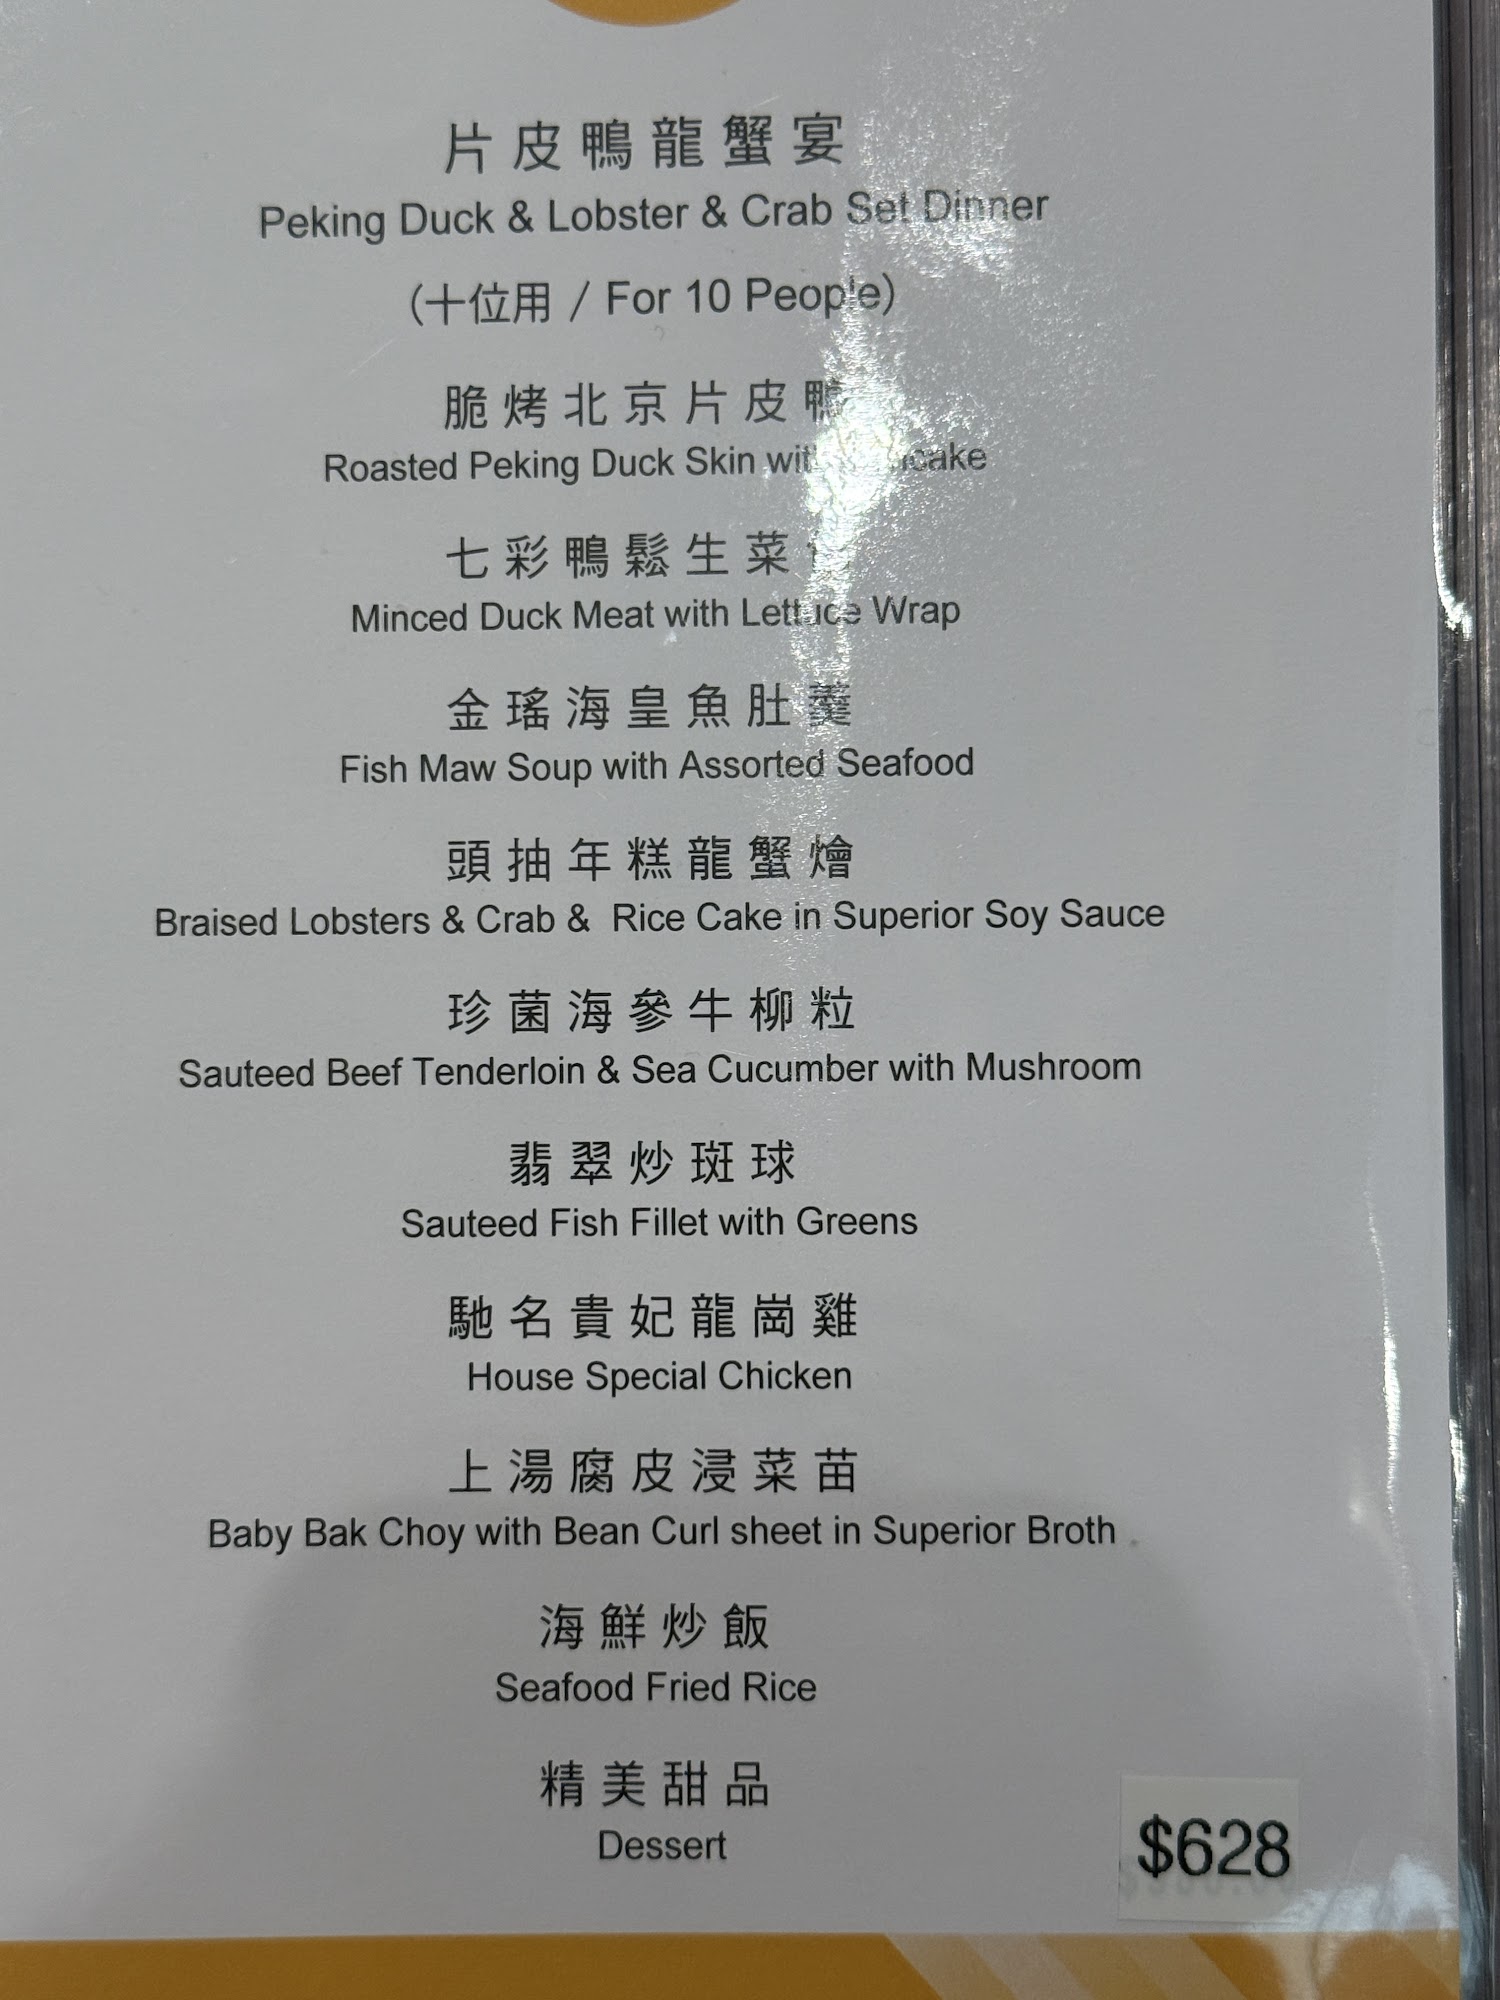 片皮鴨龍蟹宴
Peking Duck & Lobster & Crab Set Dinner
(十位用 / For 10 People)
脆烤北京片皮鴨
Roasted Peking Duck Skin with
七彩鴨鬆生菜
Minced Duck Meat with Lettuce Wrap
金瑤海皇魚肚羹
Fish Maw Soup with Assorted Seafood
頭抽年糕龍蟹燴
Braised Lobsters & Crab & Rice Cake in Superior Soy Sauce
珍菌海參牛柳粒
Sauteed Beef Tenderloin & Sea Cucumber with Mushroom
翡翠炒斑球
Sauteed Fish Fillet with Greens
馳名貴妃龍崗雞
House Special Chicken
上湯腐皮浸菜苗
Baby Bak Choy with Bean Curl sheet in Superior Broth
海鮮炒飯
Seafood Fried Rice
精美甜品
Dessert
$628